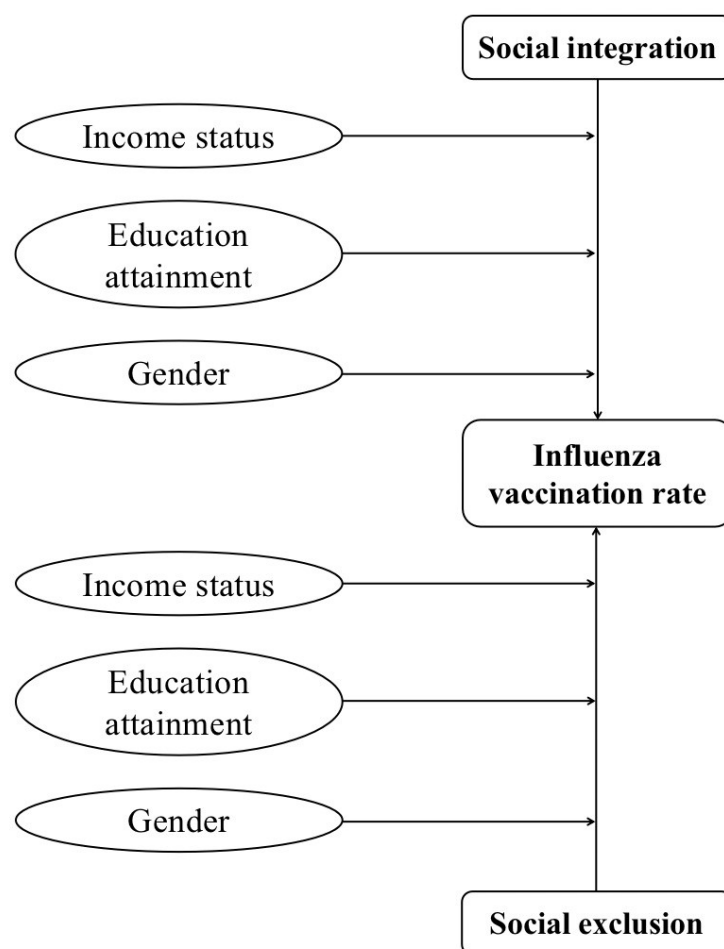 Social integration
Income status
Education
attainment
Gender
Influenza
vaccination rate
Income status
Education
attainment
Gender
Social exclusion